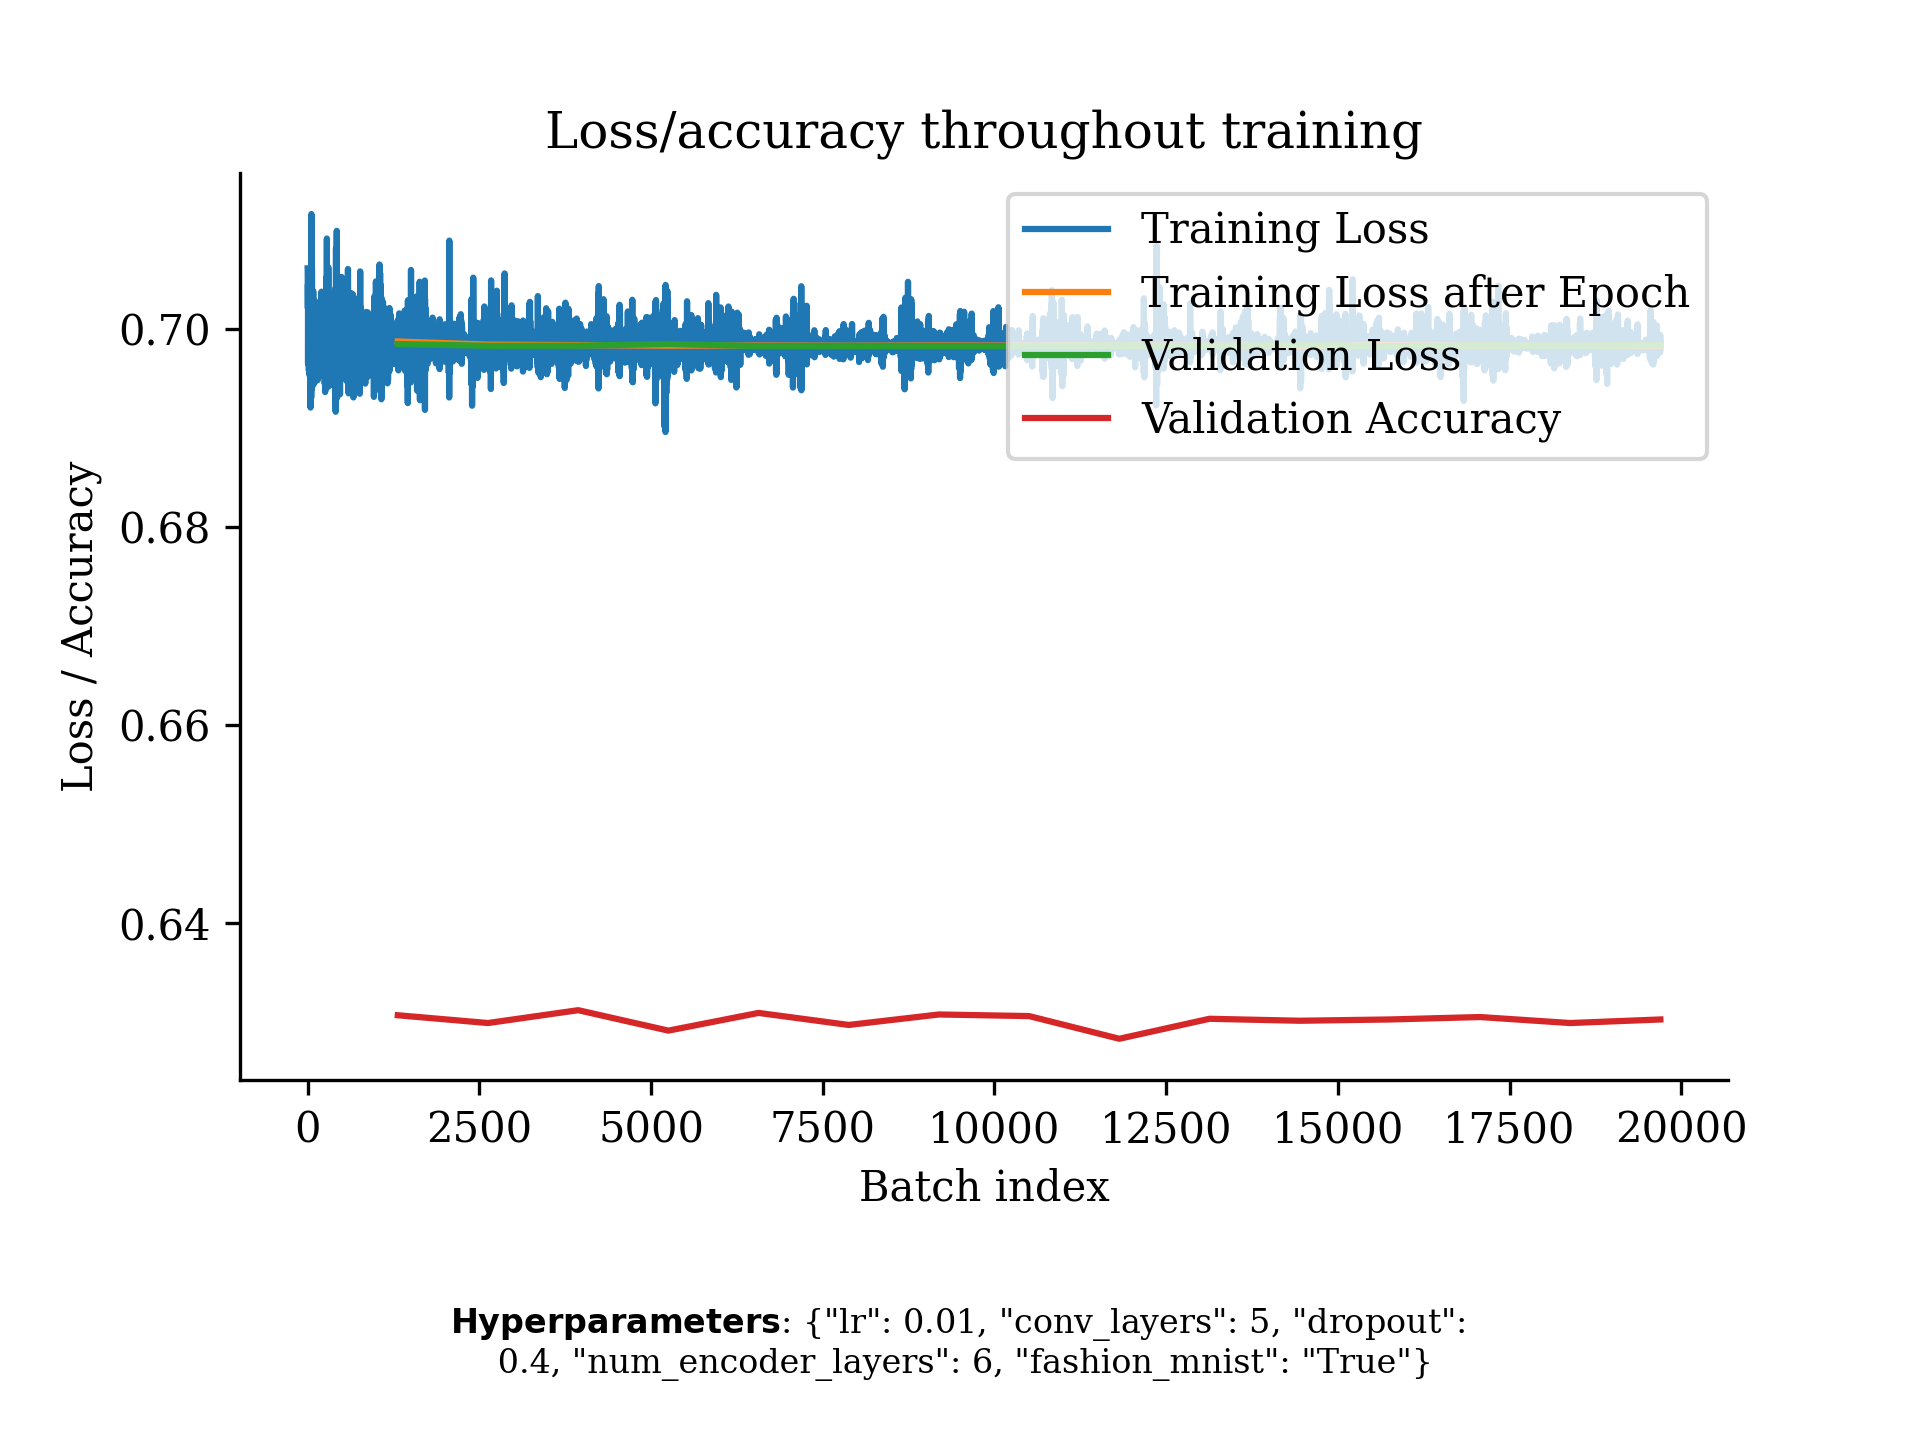 Loss/accuracy throughout training
Training Loss
Training Loss after Epoch
Validation Loss
Validation Accuracy
Loss / Accuracy
0.70
0.68
0.66
0.64
0
2500
5000
7500
10000
12500
15000
17500
20000
Batch index
Hyperparameters: {"lr": 0.01, "conv_layers": 5, "dropout":
0.4, "num_encoder_layers": 6, "fashion_mnist": "True"}